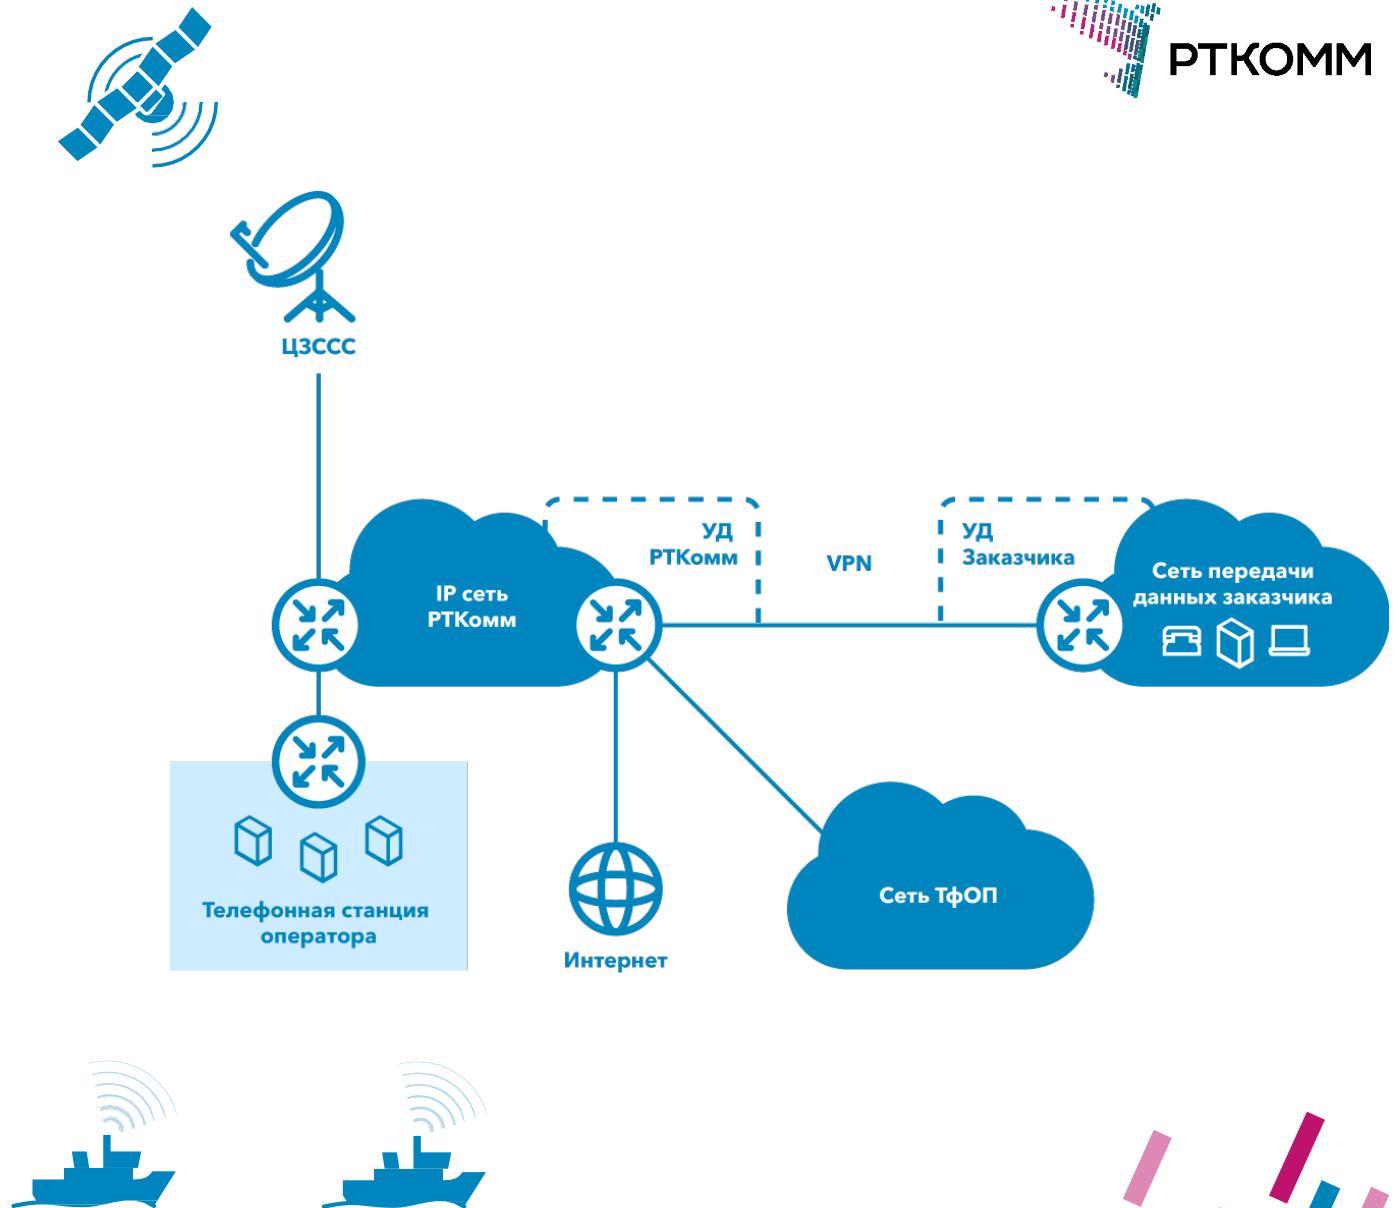 РТКОММ
ЦЗССС
УД
РТКомм
VPN
УД
Заказчика
IP сеть
РТКомм
Сеть передачи
данных заказчика
Телефонная станция
оператора
Интернет
Сеть ТфОП